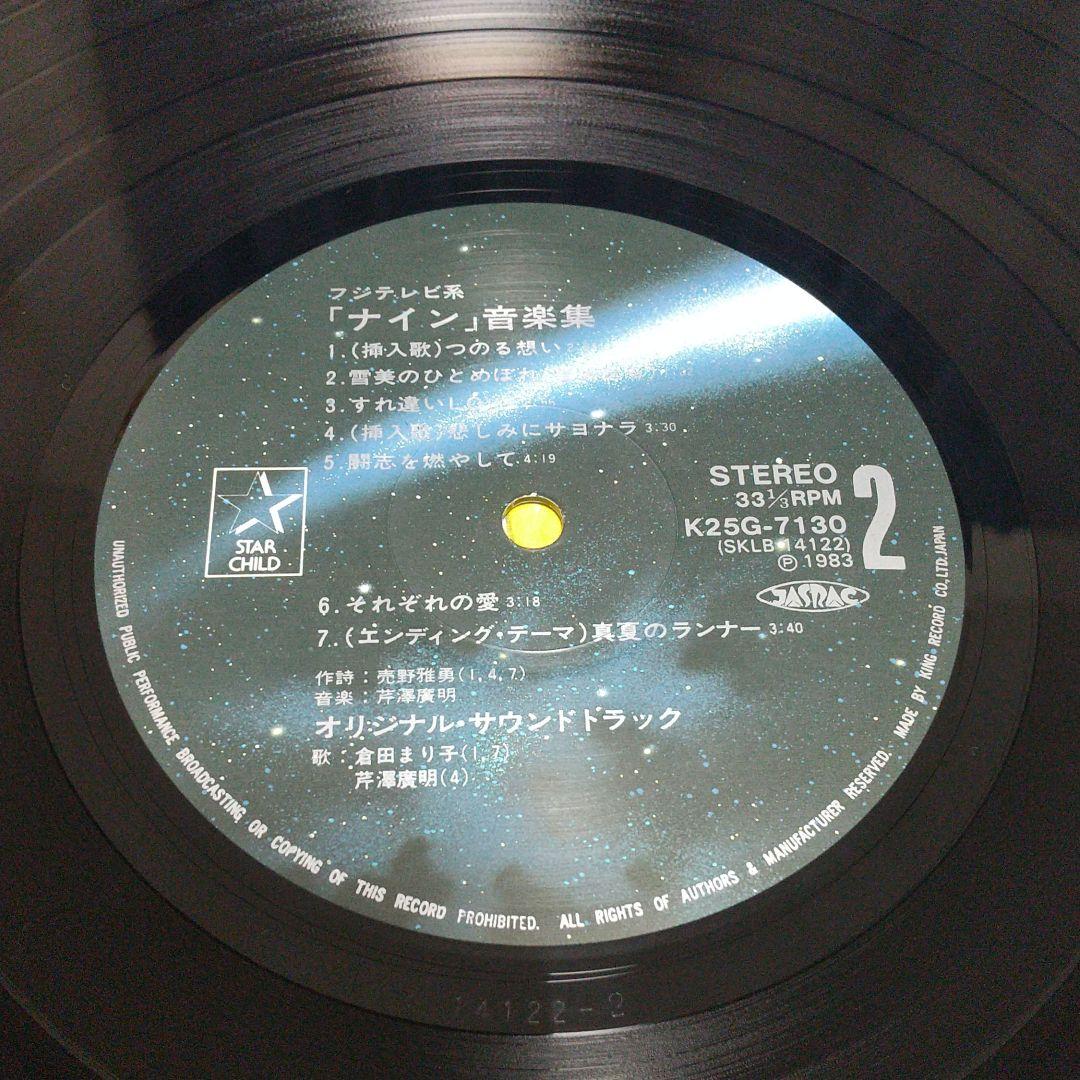 フジテレビ系
「ナイン」音楽集
1.(挿入歌)つのる想い
2.雪美のひとめぼれ
3.すれ違い
4.(挿入歌)悲しみにサヨナラ 3:30
5.闘志を燃やして 4:19
STAR
CHILD
STEREO
33 1/3 RPM
K25G-7130
(SKLB 14122)
Ⓟ 1983
2
JASRAC
6.それぞれの愛 3:18
7.(エンディング・テーマ)真夏のランナー 3:40
作詩:売野雅勇(1,4,7)
音楽:芹澤廣明
オリジナル・サウンドトラック
歌:倉田まり子(1,7)
芹澤廣明(4)
UNAUTHORIZED PUBLIC PERFORMANCE BROADCASTING OR COPYING OF THIS RECORD PROHIBITED. ALL RIGHTS OF AUTHORS & MANUFACTURER RESERVED. MADE BY KING RECORD CO., LTD. JAPAN
14122-2